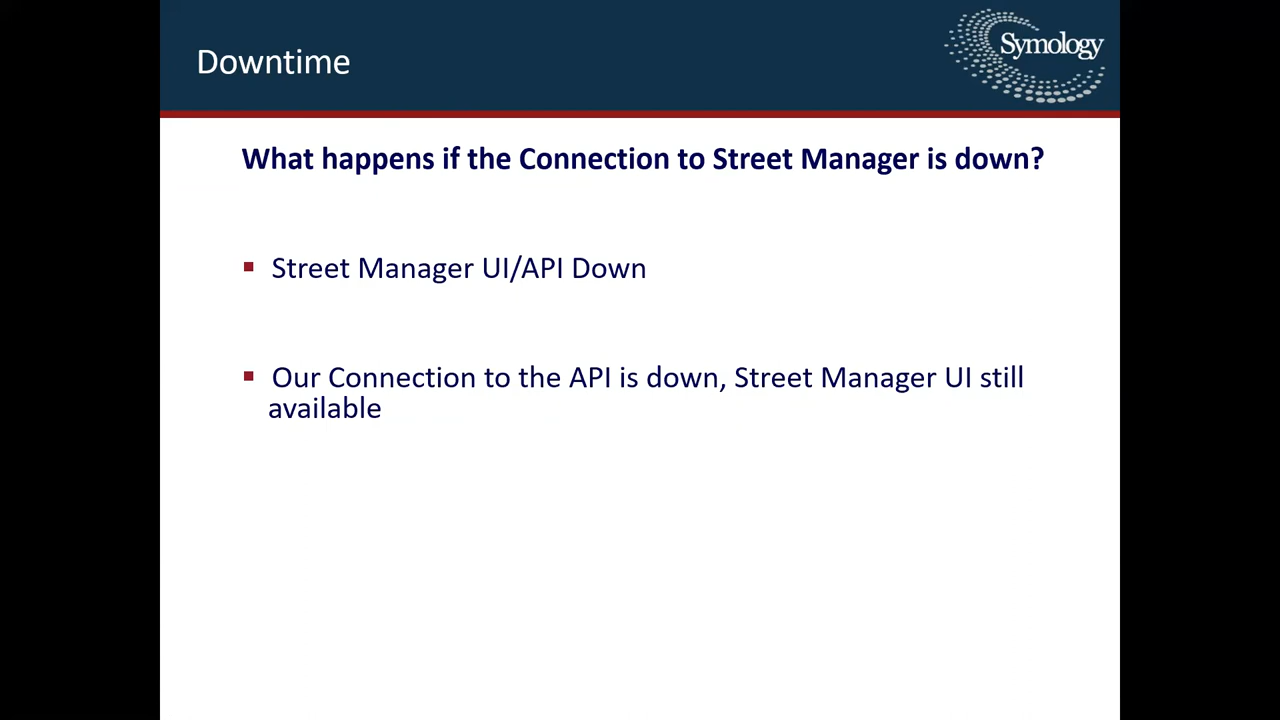 Downtime
Symology
What happens if the Connection to Street Manager is down?
▪ Street Manager UI/API Down
▪ Our Connection to the API is down, Street Manager UI still
available